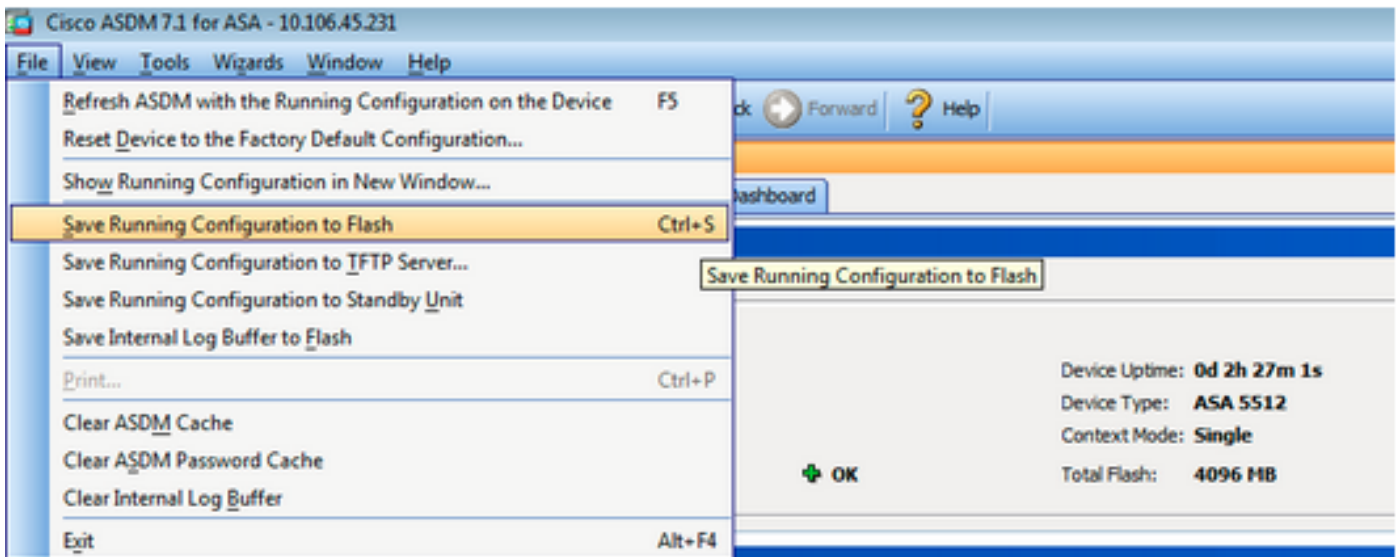 Cisco ASDM 7.1 for ASA - 10.106.45.231
File View Tools Wizards Window Help
Refresh ASDM with the Running Configuration on the Device F5
Forward Help
Reset Device to the Factory Default Configuration...
Show Running Configuration in New Window...
Dashboard
Save Running Configuration to Flash Ctrl+S
Save Running Configuration to TFTP Server...
Save Running Configuration to Flash
Save Running Configuration to Standby Unit
Save Internal Log Buffer to Flash
Print... Ctrl+P
Clear ASDM Cache
Clear ASDM Password Cache
Clear Internal Log Buffer
Exit Alt+F4
Device Uptime: 0d 2h 27m 1s
Device Type: ASA 5512
Context Mode: Single
OK
Total Flash: 4096 MB